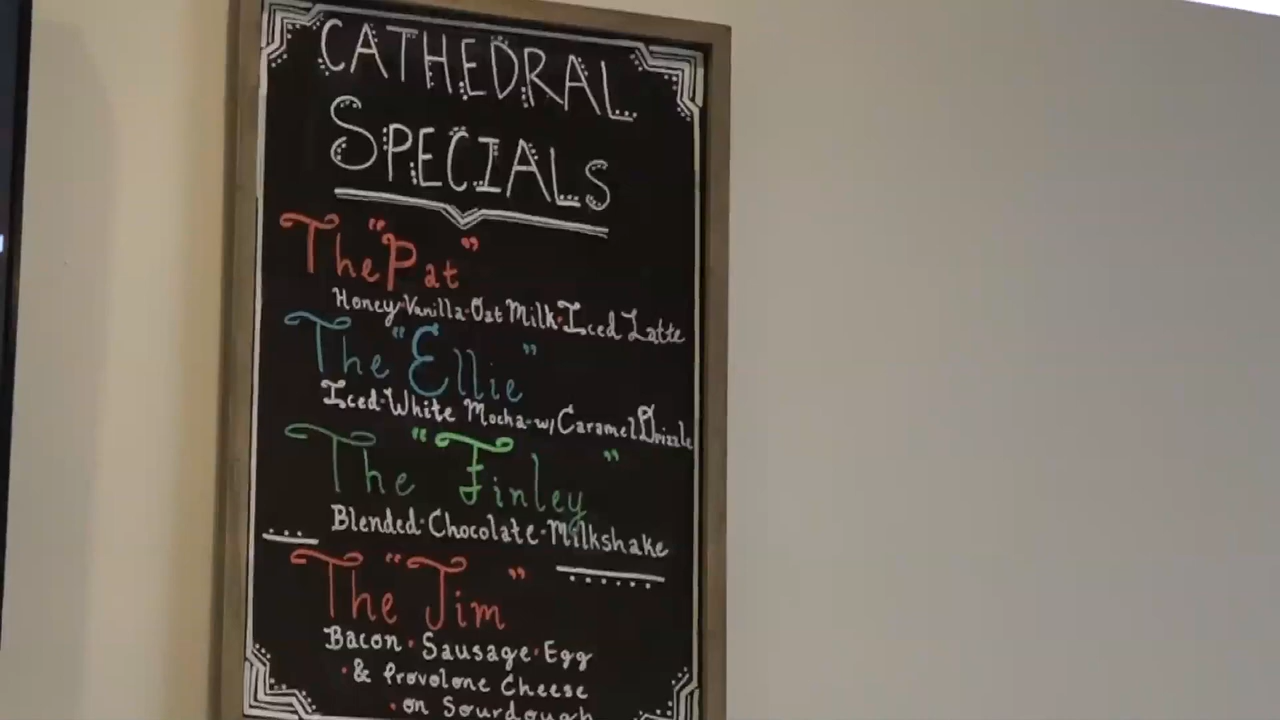 CATHEDRAL
SPECIALS
The "Pat"
Honey·Vanilla·Oat Milk·Iced Latte
The "Ellie"
Iced·White Mocha·w/ Caramel Drizzle
The "Finley"
Blended·Chocolate·Milkshake
The "Jim"
Bacon·Sausage·Egg
·& Provolone Cheese
·on Sourdough